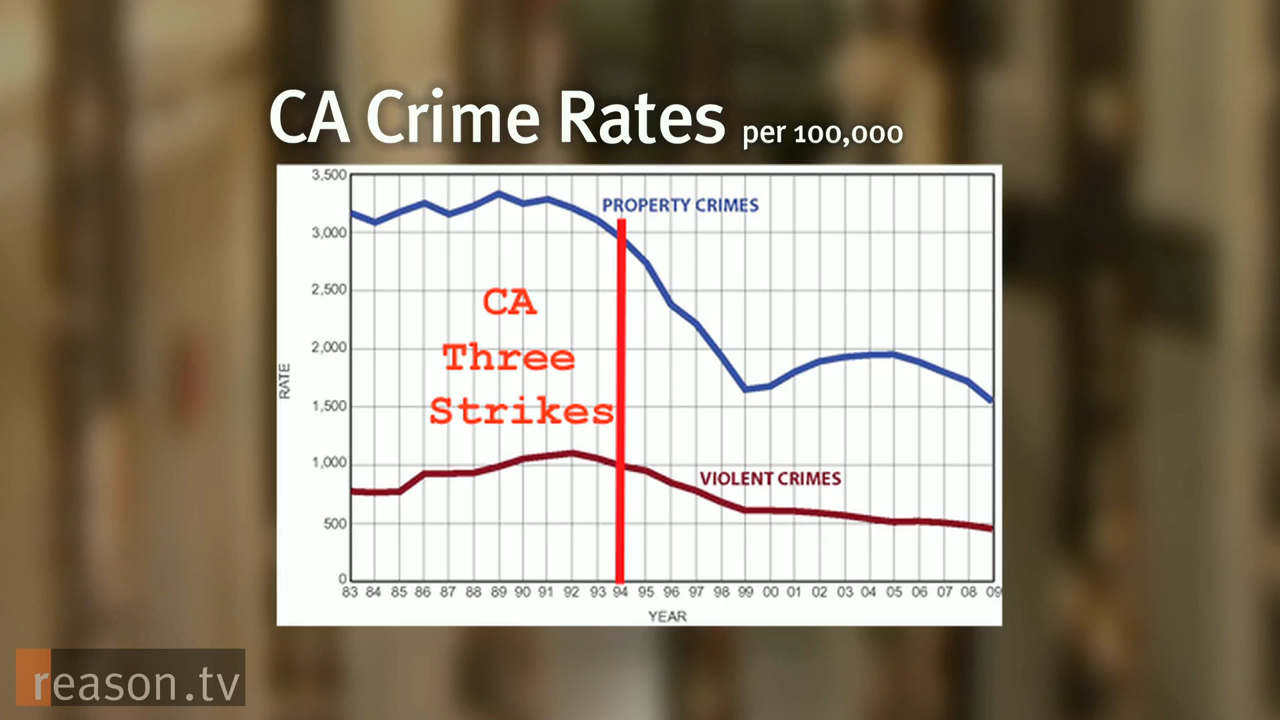 CA Crime Rates per 100,000
3,500
PROPERTY CRIMES
3,000
CA
2,500
Three
2,000
Strikes
RATE
1,500
1,000
VIOLENT CRIMES
500
0
83 84 85 86 87 88 89 90 91 92 93 94 95 96 97 98 99 00 01 02 03 04 05 06 07 08 09
YEAR
reason.tv